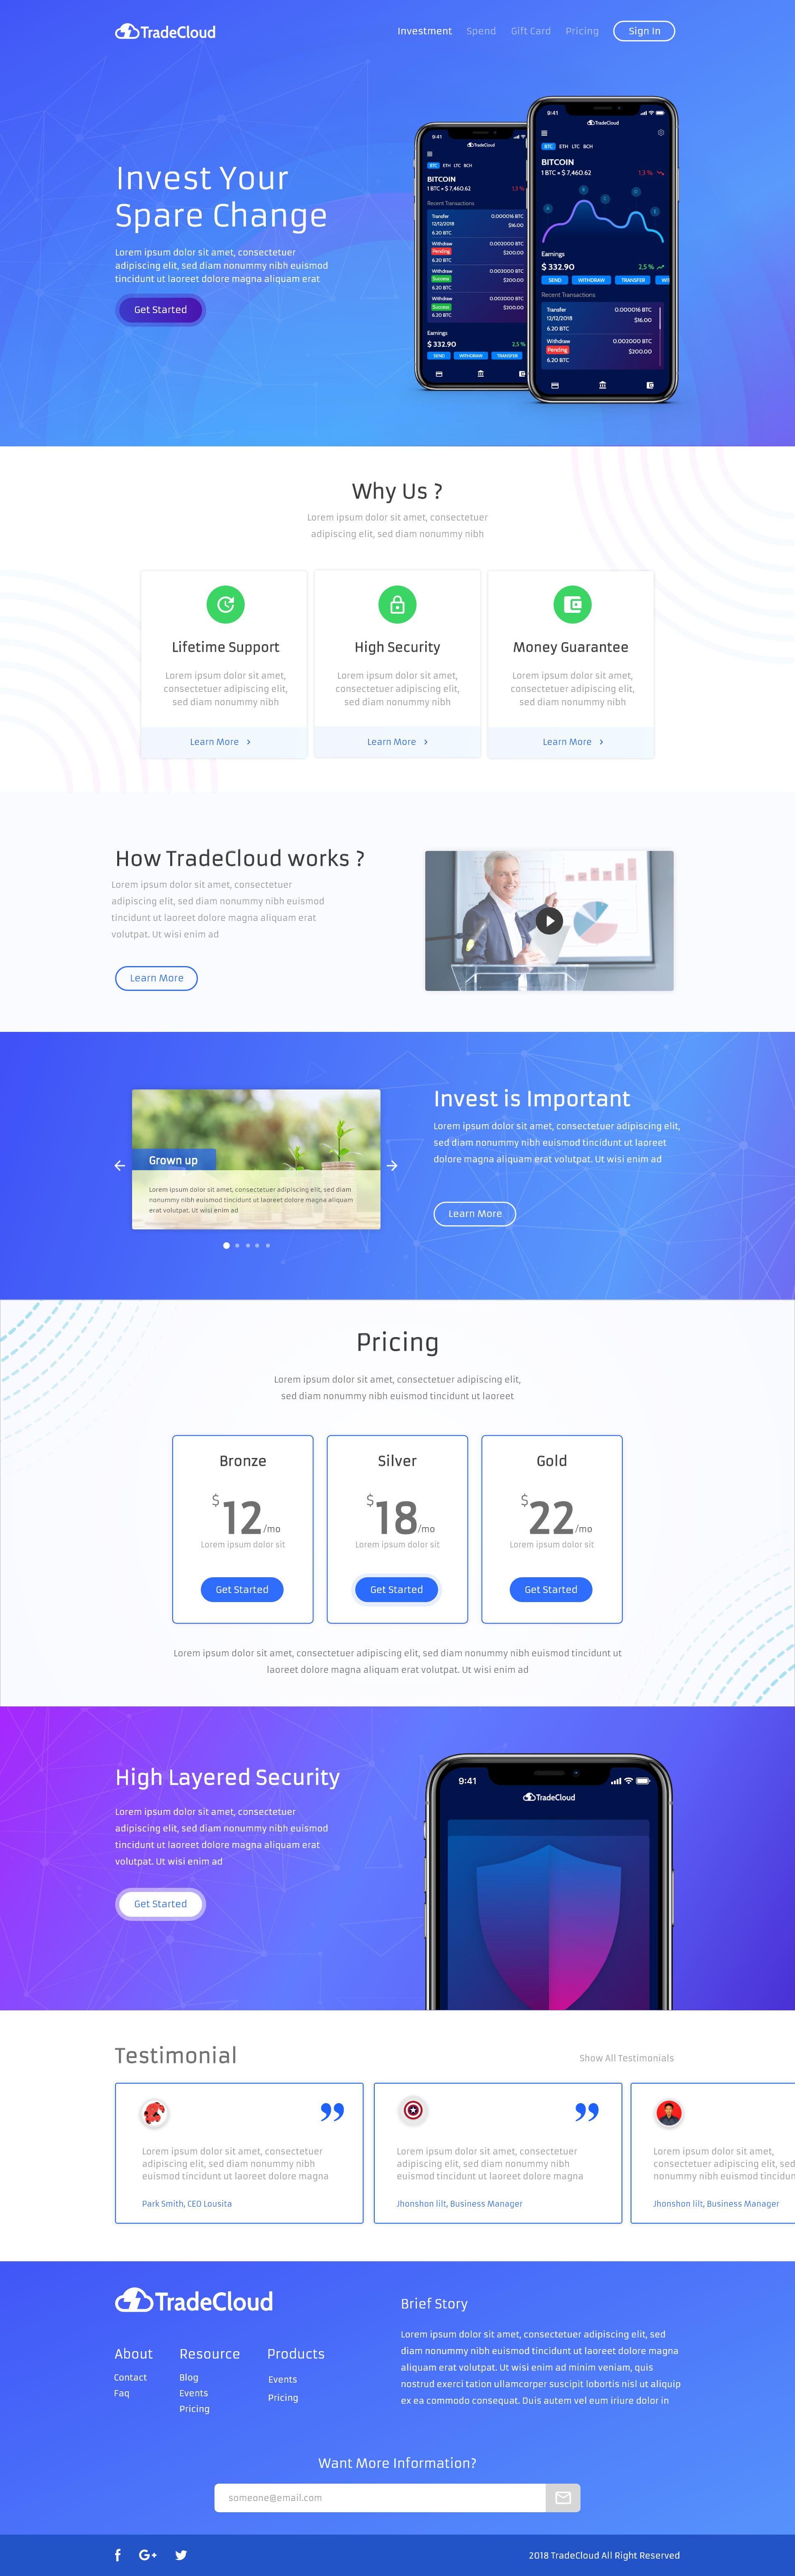 TradeCloud
Investment Spend Gift Card Pricing Sign In
Invest Your
Spare Change
Lorem ipsum dolor sit amet, consectetuer
adipiscing elit, sed diam nonummy nibh euismod
tincidunt ut laoreet dolore magna aliquam erat
Get Started
9:41
TradeCloud
BTC ETH LTC BCH
BITCOIN
1 BTC = $ 7,460.62 1,3 %
Recent Transactions
Transfer 0.000016 BTC
12/12/2018 $16.00
6.20 BTC
Withdraw 0.002000 BTC
Pending $200.00
6.20 BTC
Withdraw 0.003000 BTC
Success $200.00
6.20 BTC
Withdraw 0.003000 BTC
Success $200.00
6.20 BTC
Earnings
$ 332.90 2,5 %
SEND WITHDRAW TRANSFER
9:41
TradeCloud
BTC ETH LTC BCH
BITCOIN
1 BTC = $ 7,460.62 1,3 %
Earnings
$ 332.90 2,5 %
SEND WITHDRAW TRANSFER WIT
Recent Transactions
Transfer 0.000016 BTC
12/12/2018 $16.00
6.20 BTC
Withdraw 0.002000 BTC
Pending $200.00
6.20 BTC
Why Us ?
Lorem ipsum dolor sit amet, consectetuer
adipiscing elit, sed diam nonummy nibh
Lifetime Support
Lorem ipsum dolor sit amet,
consectetuer adipiscing elit,
sed diam nonummy nibh
Learn More
High Security
Lorem ipsum dolor sit amet,
consectetuer adipiscing elit,
sed diam nonummy nibh
Learn More
Money Guarantee
Lorem ipsum dolor sit amet,
consectetuer adipiscing elit,
sed diam nonummy nibh
Learn More
How TradeCloud works ?
Lorem ipsum dolor sit amet, consectetuer
adipiscing elit, sed diam nonummy nibh euismod
tincidunt ut laoreet dolore magna aliquam erat
volutpat. Ut wisi enim ad
Learn More
Grown up
Lorem ipsum dolor sit amet, consectetuer adipiscing elit, sed diam
nonummy nibh euismod tincidunt ut laoreet dolore magna aliquam
erat volutpat. Ut wisi enim ad
Invest is Important
Lorem ipsum dolor sit amet, consectetuer adipiscing elit,
sed diam nonummy nibh euismod tincidunt ut laoreet
dolore magna aliquam erat volutpat. Ut wisi enim ad
Learn More
Pricing
Lorem ipsum dolor sit amet, consectetuer adipiscing elit,
sed diam nonummy nibh euismod tincidunt ut laoreet
Bronze
$12/mo
Lorem ipsum dolor sit
Get Started
Silver
$18/mo
Lorem ipsum dolor sit
Get Started
Gold
$22/mo
Lorem ipsum dolor sit
Get Started
Lorem ipsum dolor sit amet, consectetuer adipiscing elit, sed diam nonummy nibh euismod tincidunt ut
laoreet dolore magna aliquam erat volutpat. Ut wisi enim ad
High Layered Security
Lorem ipsum dolor sit amet, consectetuer
adipiscing elit, sed diam nonummy nibh euismod
tincidunt ut laoreet dolore magna aliquam erat
volutpat. Ut wisi enim ad
Get Started
9:41
TradeCloud
Testimonial
Show All Testimonials
Lorem ipsum dolor sit amet, consectetuer
adipiscing elit, sed diam nonummy nibh
euismod tincidunt ut laoreet dolore magna
Park Smith, CEO Lousita
Lorem ipsum dolor sit amet, consectetuer
adipiscing elit, sed diam nonummy nibh
euismod tincidunt ut laoreet dolore magna
Jhonshon lilt, Business Manager
Lorem ipsum dolor sit amet,
consectetuer adipiscing elit, sed
nonummy nibh euismod tincidun
Jhonshon lilt, Business Manager
TradeCloud
About
Contact
Faq
Resource
Blog
Events
Pricing
Products
Events
Pricing
Brief Story
Lorem ipsum dolor sit amet, consectetuer adipiscing elit, sed
diam nonummy nibh euismod tincidunt ut laoreet dolore magna
aliquam erat volutpat. Ut wisi enim ad minim veniam, quis
nostrud exerci tation ullamcorper suscipit lobortis nisl ut aliquip
ex ea commodo consequat. Duis autem vel eum iriure dolor in
Want More Information?
someone@email.com
2018 TradeCloud All Right Reserved